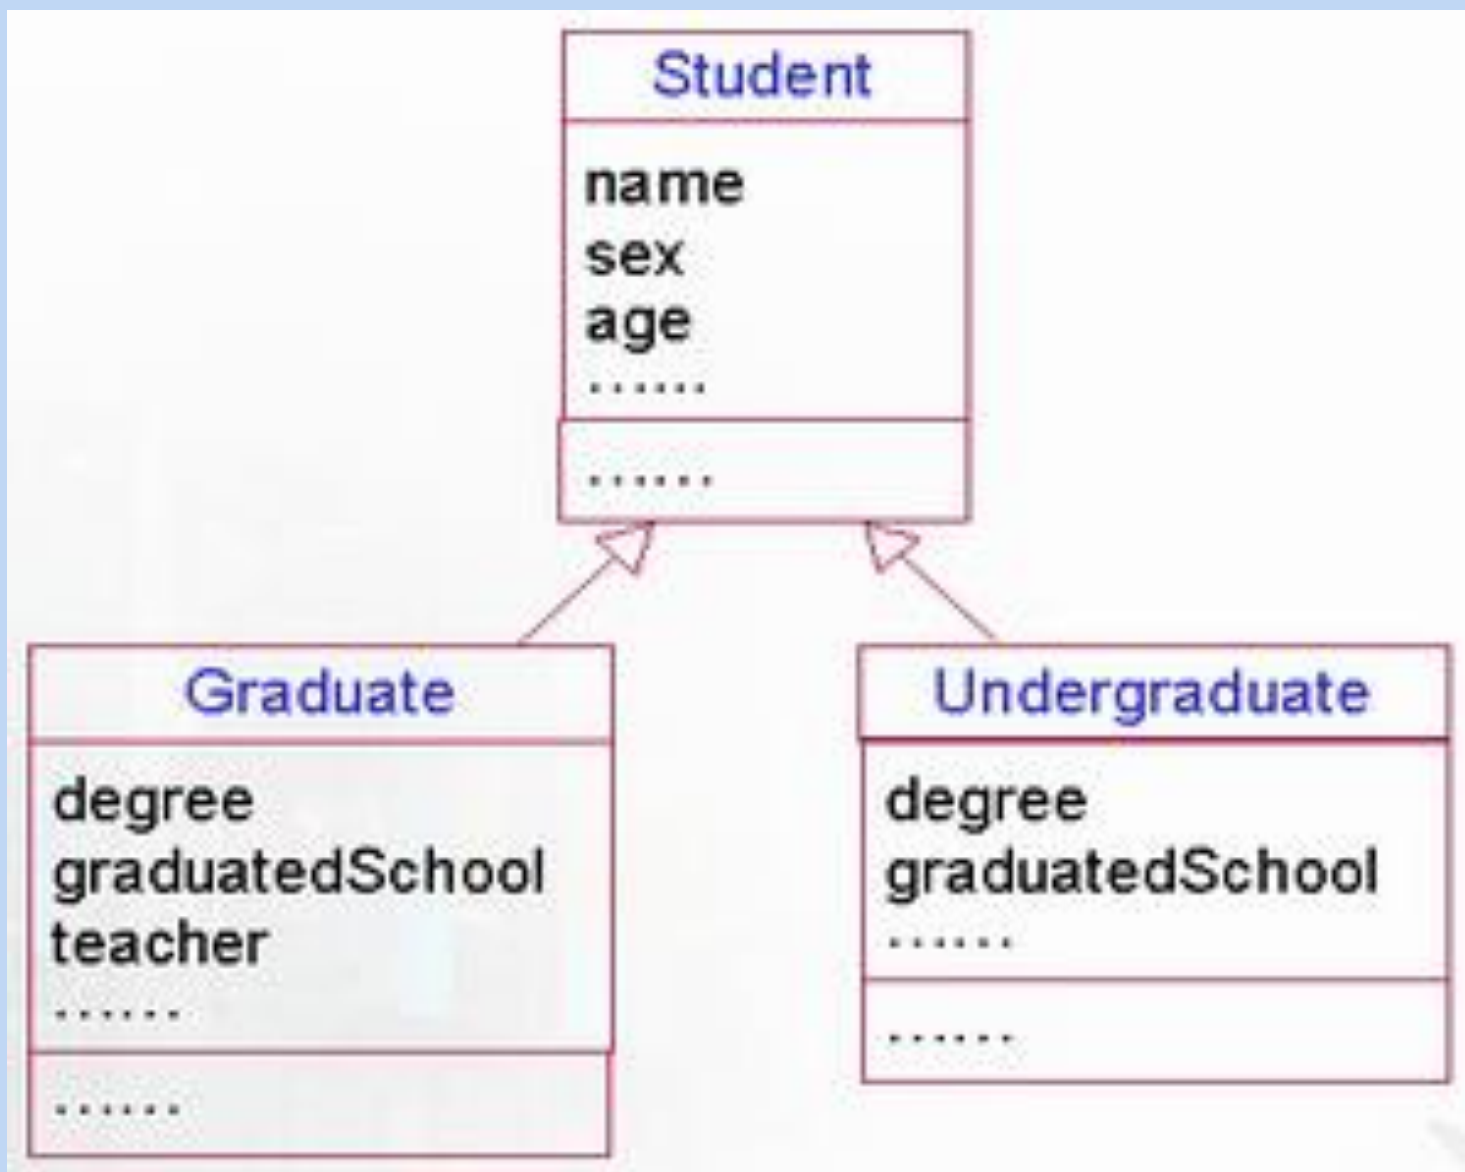 Student
name
sex
age
......
......
Graduate
degree
graduatedSchool
teacher
......
......
Undergraduate
degree
graduatedSchool
......
......